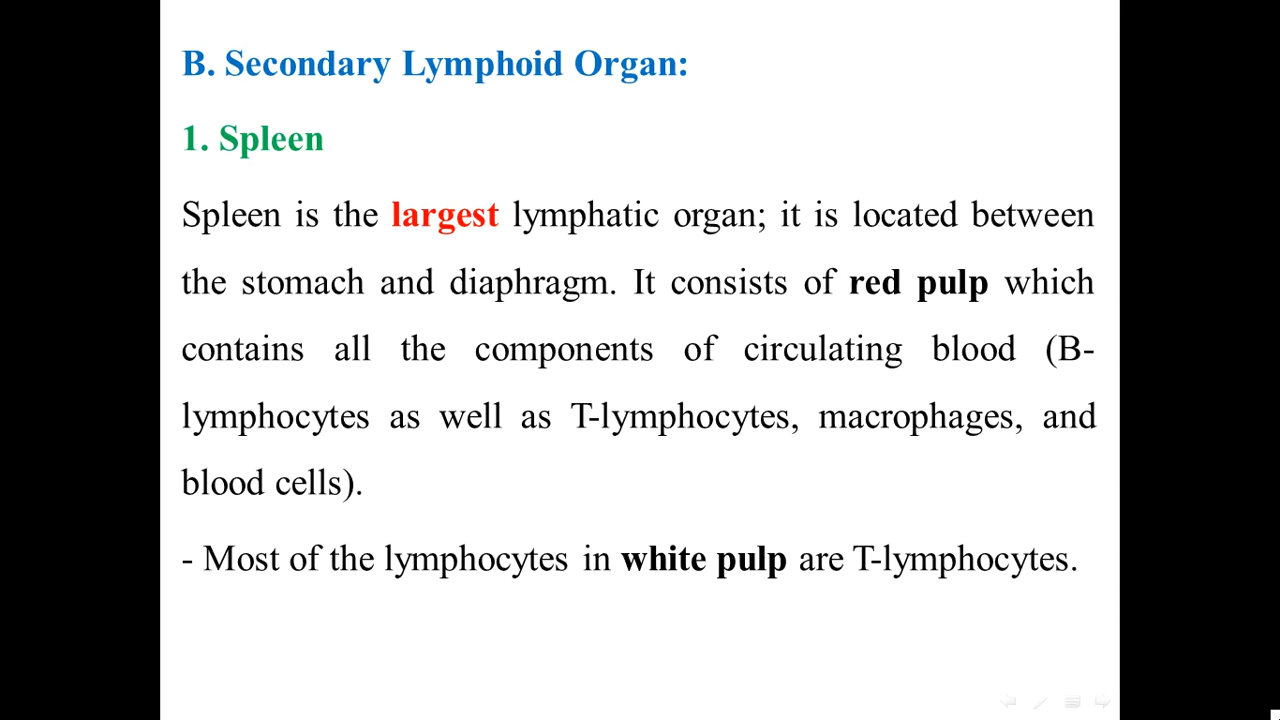 B. Secondary Lymphoid Organ:
1. Spleen
Spleen is the largest lymphatic organ; it is located between
the stomach and diaphragm. It consists of red pulp which
contains all the components of circulating blood (B-
lymphocytes as well as T-lymphocytes, macrophages, and
blood cells).
- Most of the lymphocytes in white pulp are T-lymphocytes.